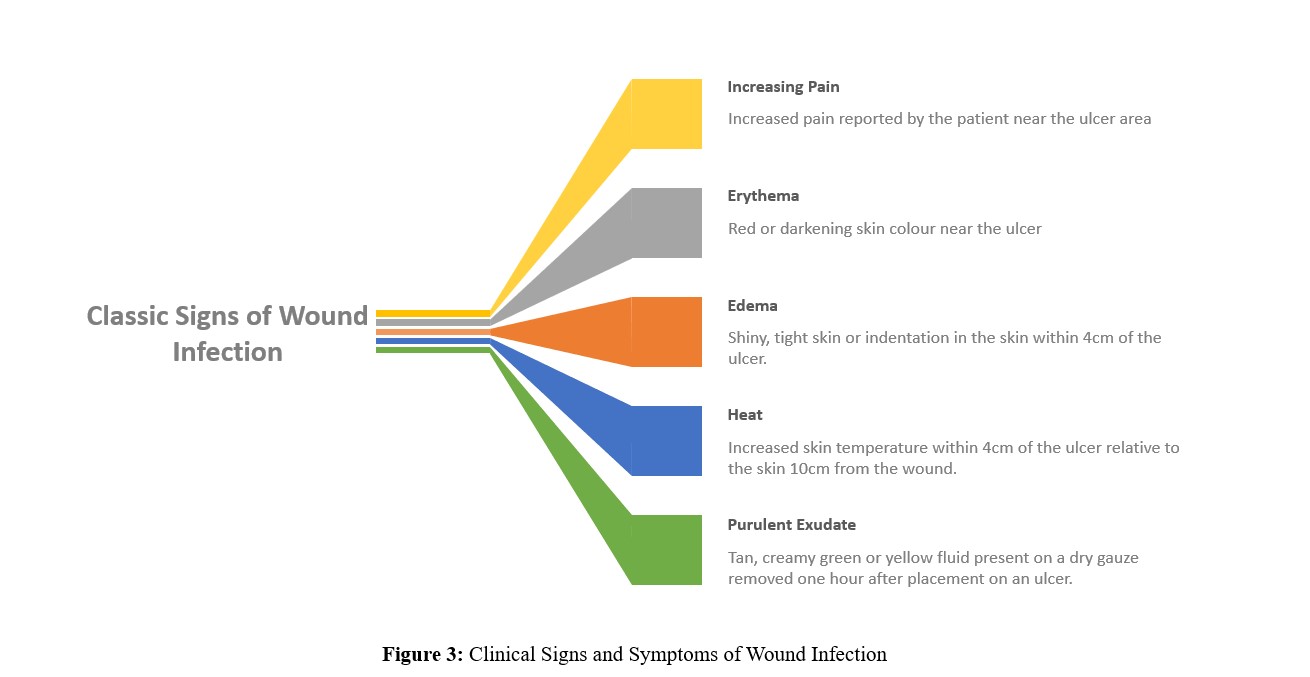 Classic Signs of Wound
Infection
Increasing Pain
Increased pain reported by the patient near the ulcer area
Erythema
Red or darkening skin colour near the ulcer
Edema
Shiny, tight skin or indentation in the skin within 4cm of the
ulcer.
Heat
Increased skin temperature within 4cm of the ulcer relative to
the skin 10cm from the wound.
Purulent Exudate
Tan, creamy green or yellow fluid present on a dry gauze
removed one hour after placement on an ulcer.
Figure 3: Clinical Signs and Symptoms of Wound Infection